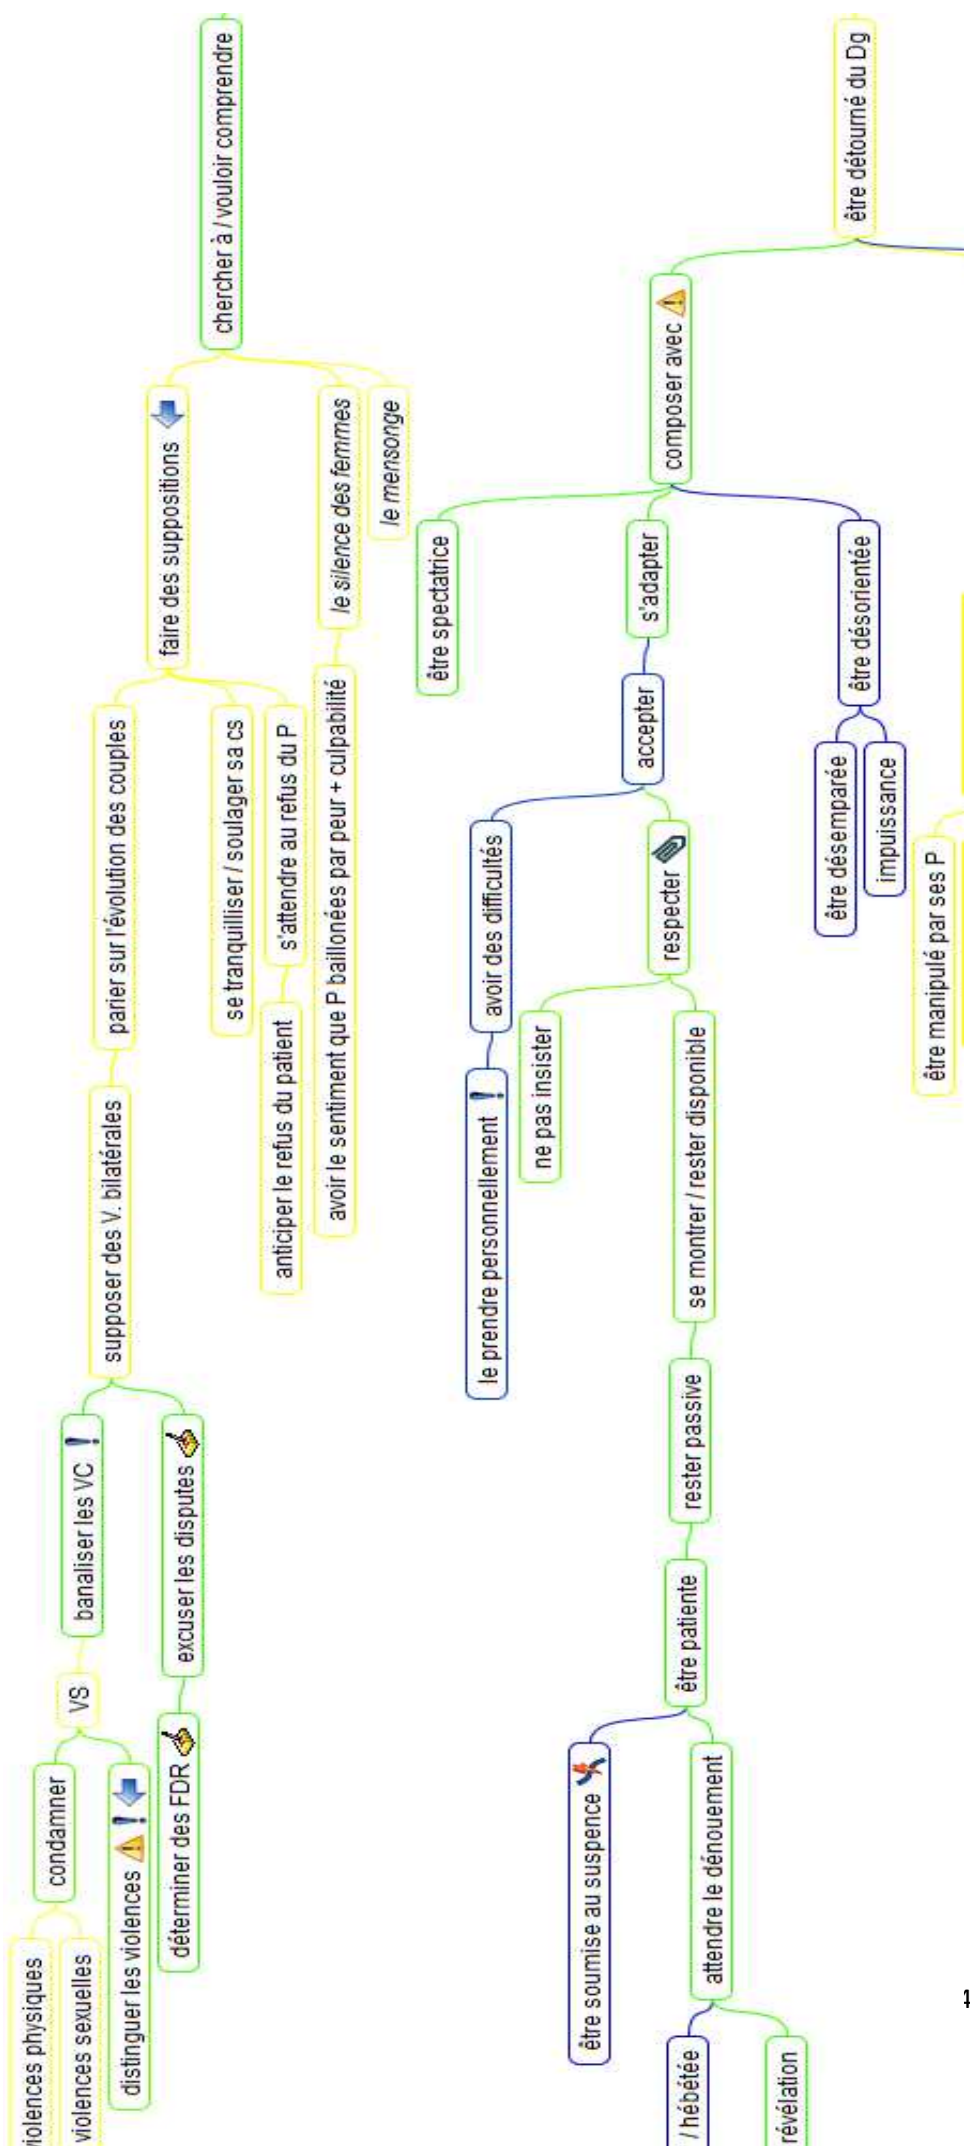 chercher à / vouloir comprendre
faire des suppositions
parier sur l'évolution des couples
supposer des V. bilatérales
banaliser les VC
VS
condamner
violences physiques
violences sexuelles
distinguer les violences
excuser les disputes
déterminer des FDR
se tranquilliser / soulager sa cs
s'attendre au refus du P
anticiper le refus du patient
le silence des femmes
avoir le sentiment que P baillonées par peur + culpabilité
le mensonge
être détourné du Dg
composer avec
être spectatrice
s'adapter
accepter
avoir des difficultés
le prendre personnellement
respecter
ne pas insister
se montrer / rester disponible
rester passive
être patiente
être soumise au suspence
attendre le dénouement
/ hébétée
révélation
être désorientée
être désemparée
impuissance
être manipulé par ses P